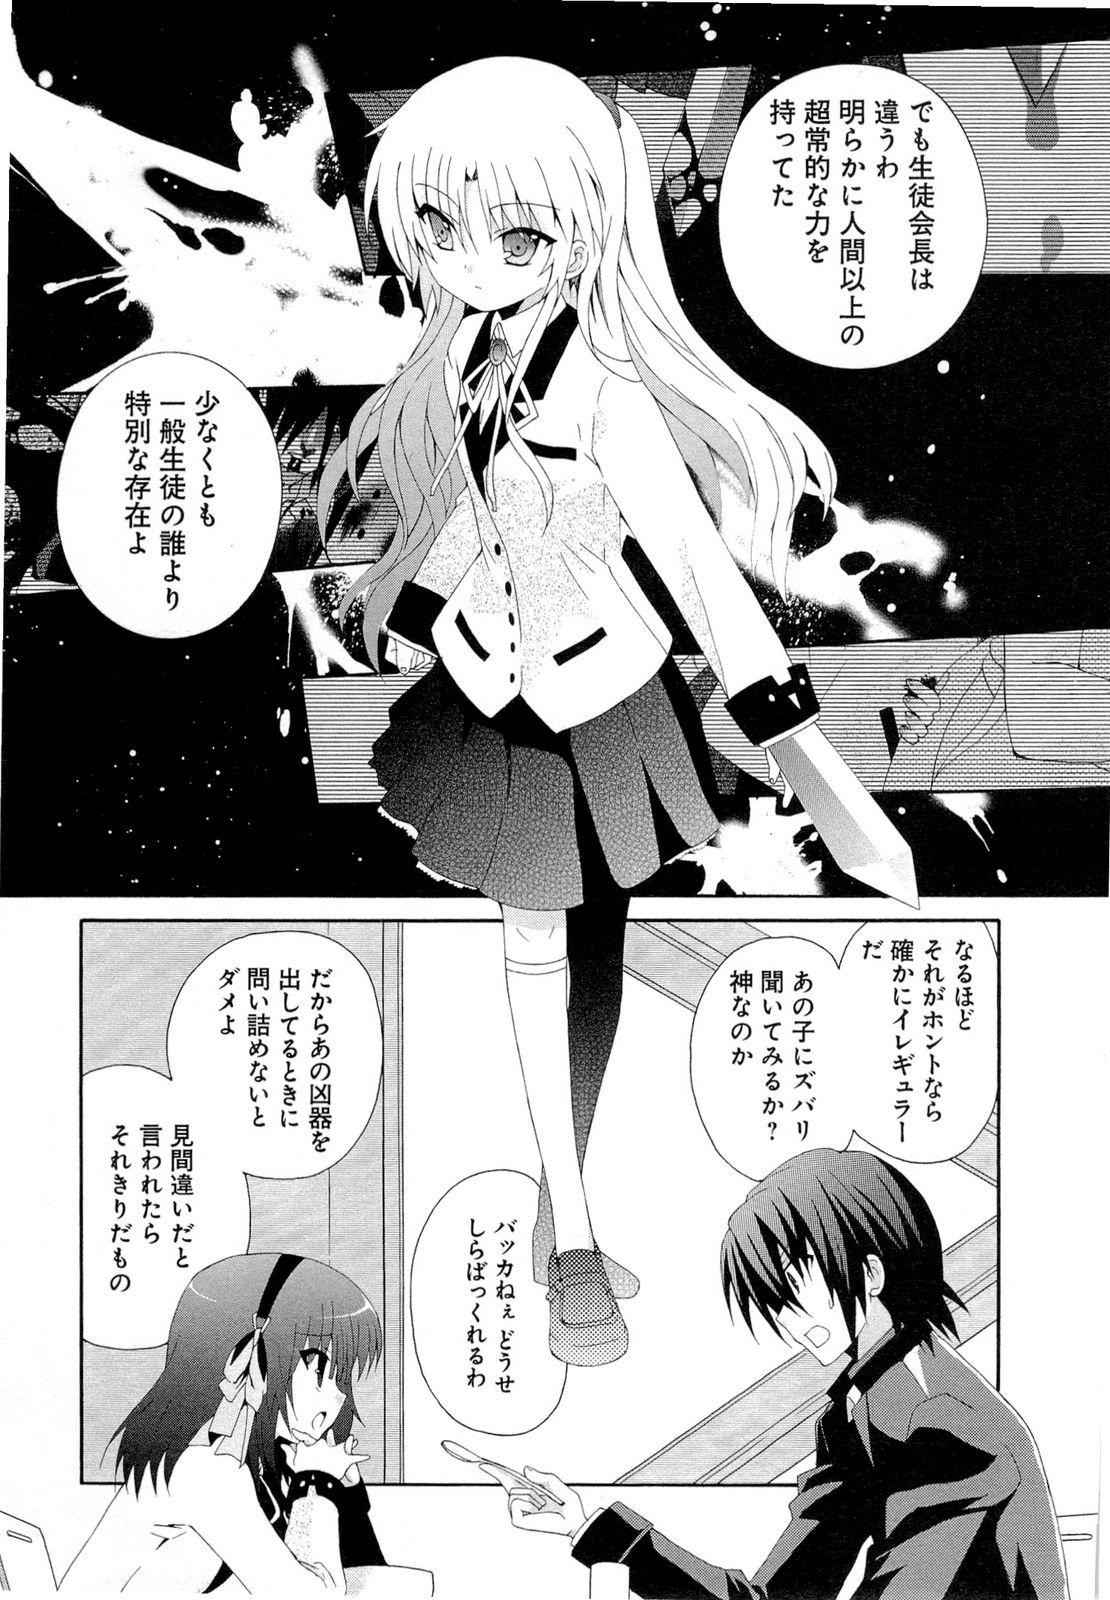 でも生徒会長は
違うわ
明らかに人間以上の
超常的な力を
持ってた
少なくとも
一般生徒の誰より
特別な存在よ
なるほど
それがホントなら
確かにイレギュラー
だ
あの子にズバリ
聞いてみるか？
神なのか
バッカねぇ どうせ
しらばっくれるわ
だからあの凶器を
出してるときに
問い詰めないと
ダメよ
見間違いだと
言われたら
それきりだもの